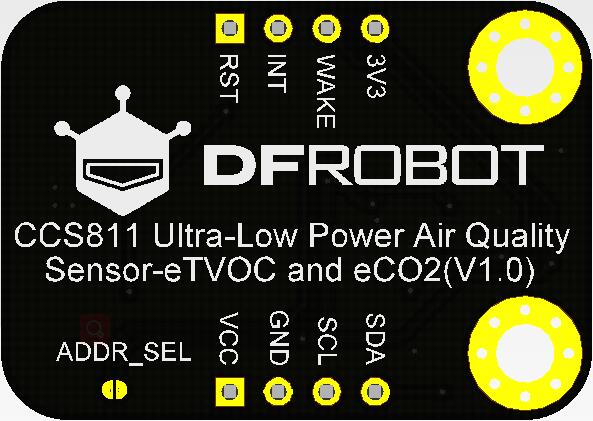 RST INT WAKE 3V3
DFROBOT
CCS811 Ultra-Low Power Air Quality
Sensor-eTVOC and eCO2(V1.0)
ADDR_SEL
VCC GND SCL SDA